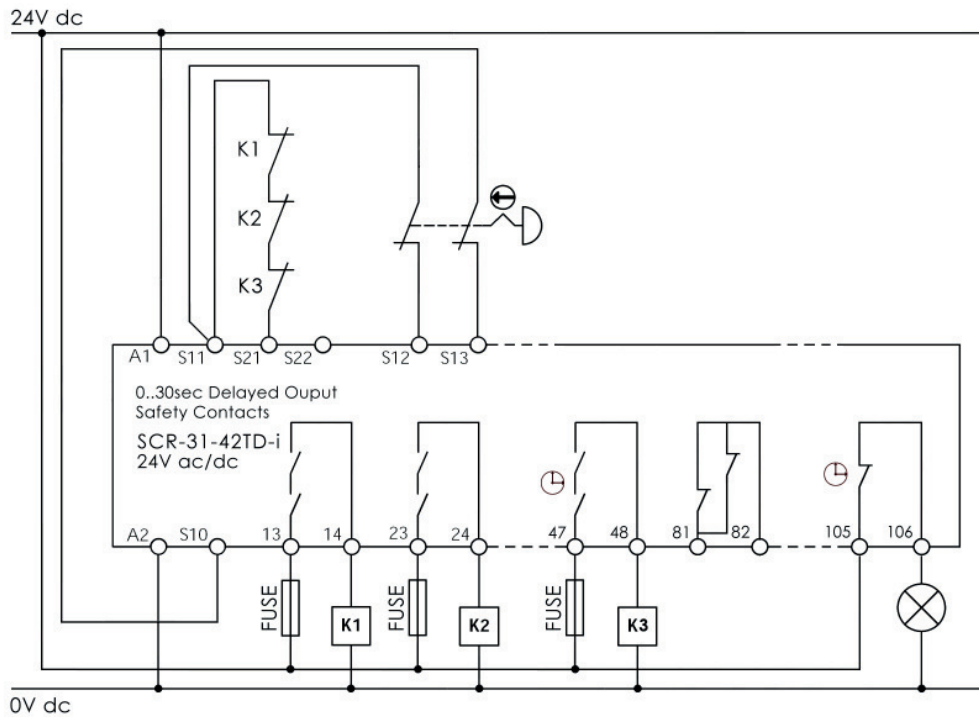 24V dc
K1
K2
K3
A1 S11 S21 S22 S12 S13
0..30sec Delayed Ouput
Safety Contacts
SCR-31-42TD-i
24V ac/dc
A2 S10 13 14 23 24 47 48 81 82 105 106
FUSE K1 FUSE K2 FUSE K3
0V dc